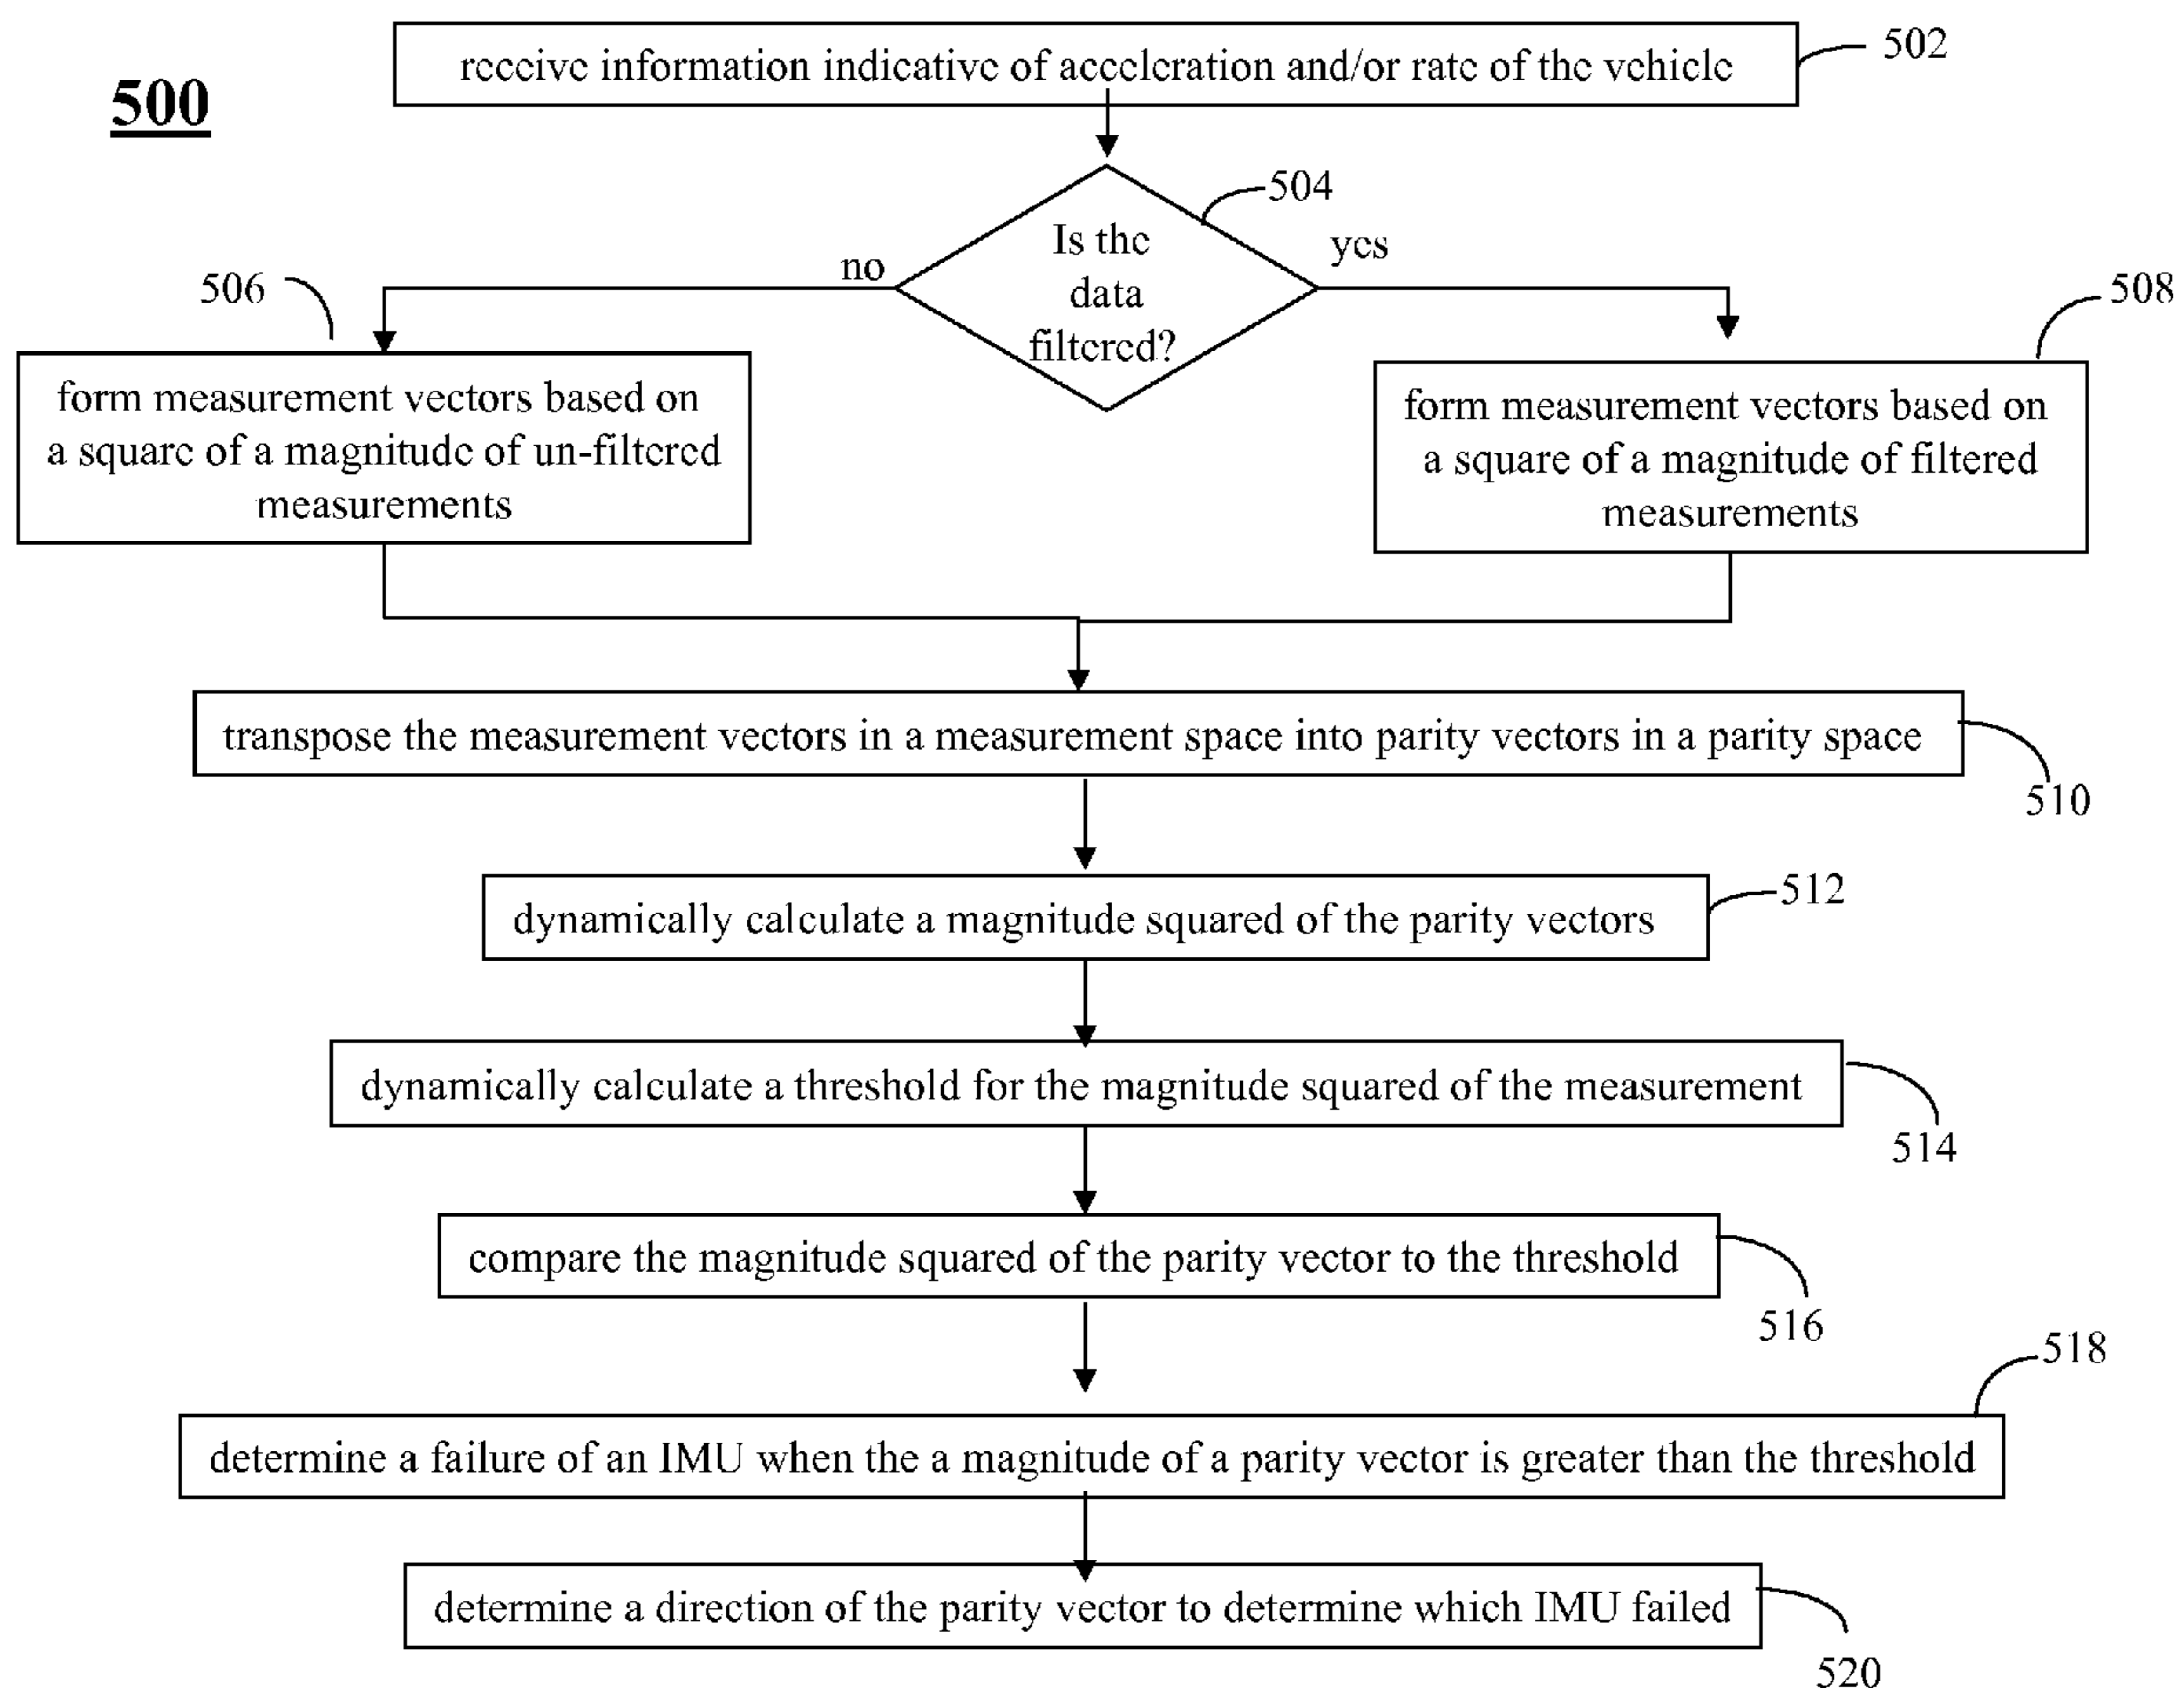 receive information indicative of acceleration and/or rate of the vehicle
502
500
504
Is the
data
filtered?
no
yes
506
508
form measurement vectors based on
a square of a magnitude of un-filtered
measurements
form measurement vectors based on
a square of a magnitude of filtered
measurements
transpose the measurement vectors in a measurement space into parity vectors in a parity space
510
dynamically calculate a magnitude squared of the parity vectors
512
dynamically calculate a threshold for the magnitude squared of the measurement
514
compare the magnitude squared of the parity vector to the threshold
516
518
determine a failure of an IMU when the a magnitude of a parity vector is greater than the threshold
determine a direction of the parity vector to determine which IMU failed
520